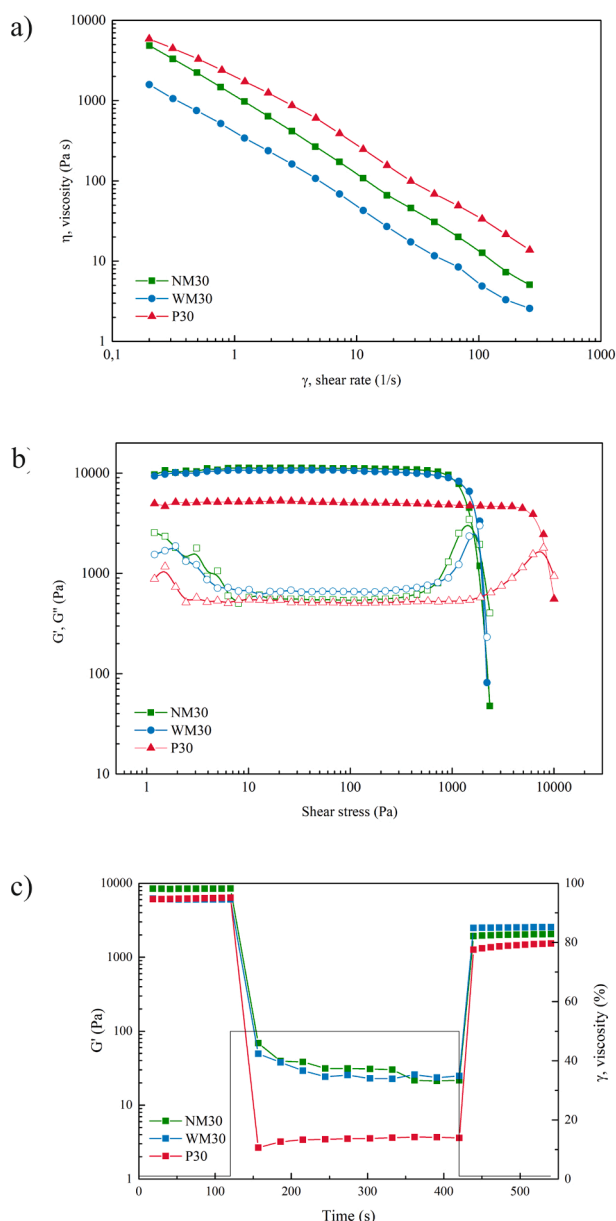 a)
10000
1000
100
10
1
η, viscosity (Pa s)
NM30
WM30
P30
0,1 1 10 100 1000
γ, shear rate (1/s)
b)
10000
1000
100
10
G', G'' (Pa)
NM30
WM30
P30
1 10 100 1000 10000
Shear stress (Pa)
c)
10000
1000
100
10
1
G' (Pa)
100
80
60
40
20
0
γ, viscosity (%)
NM30
WM30
P30
0 100 200 300 400 500
Time (s)